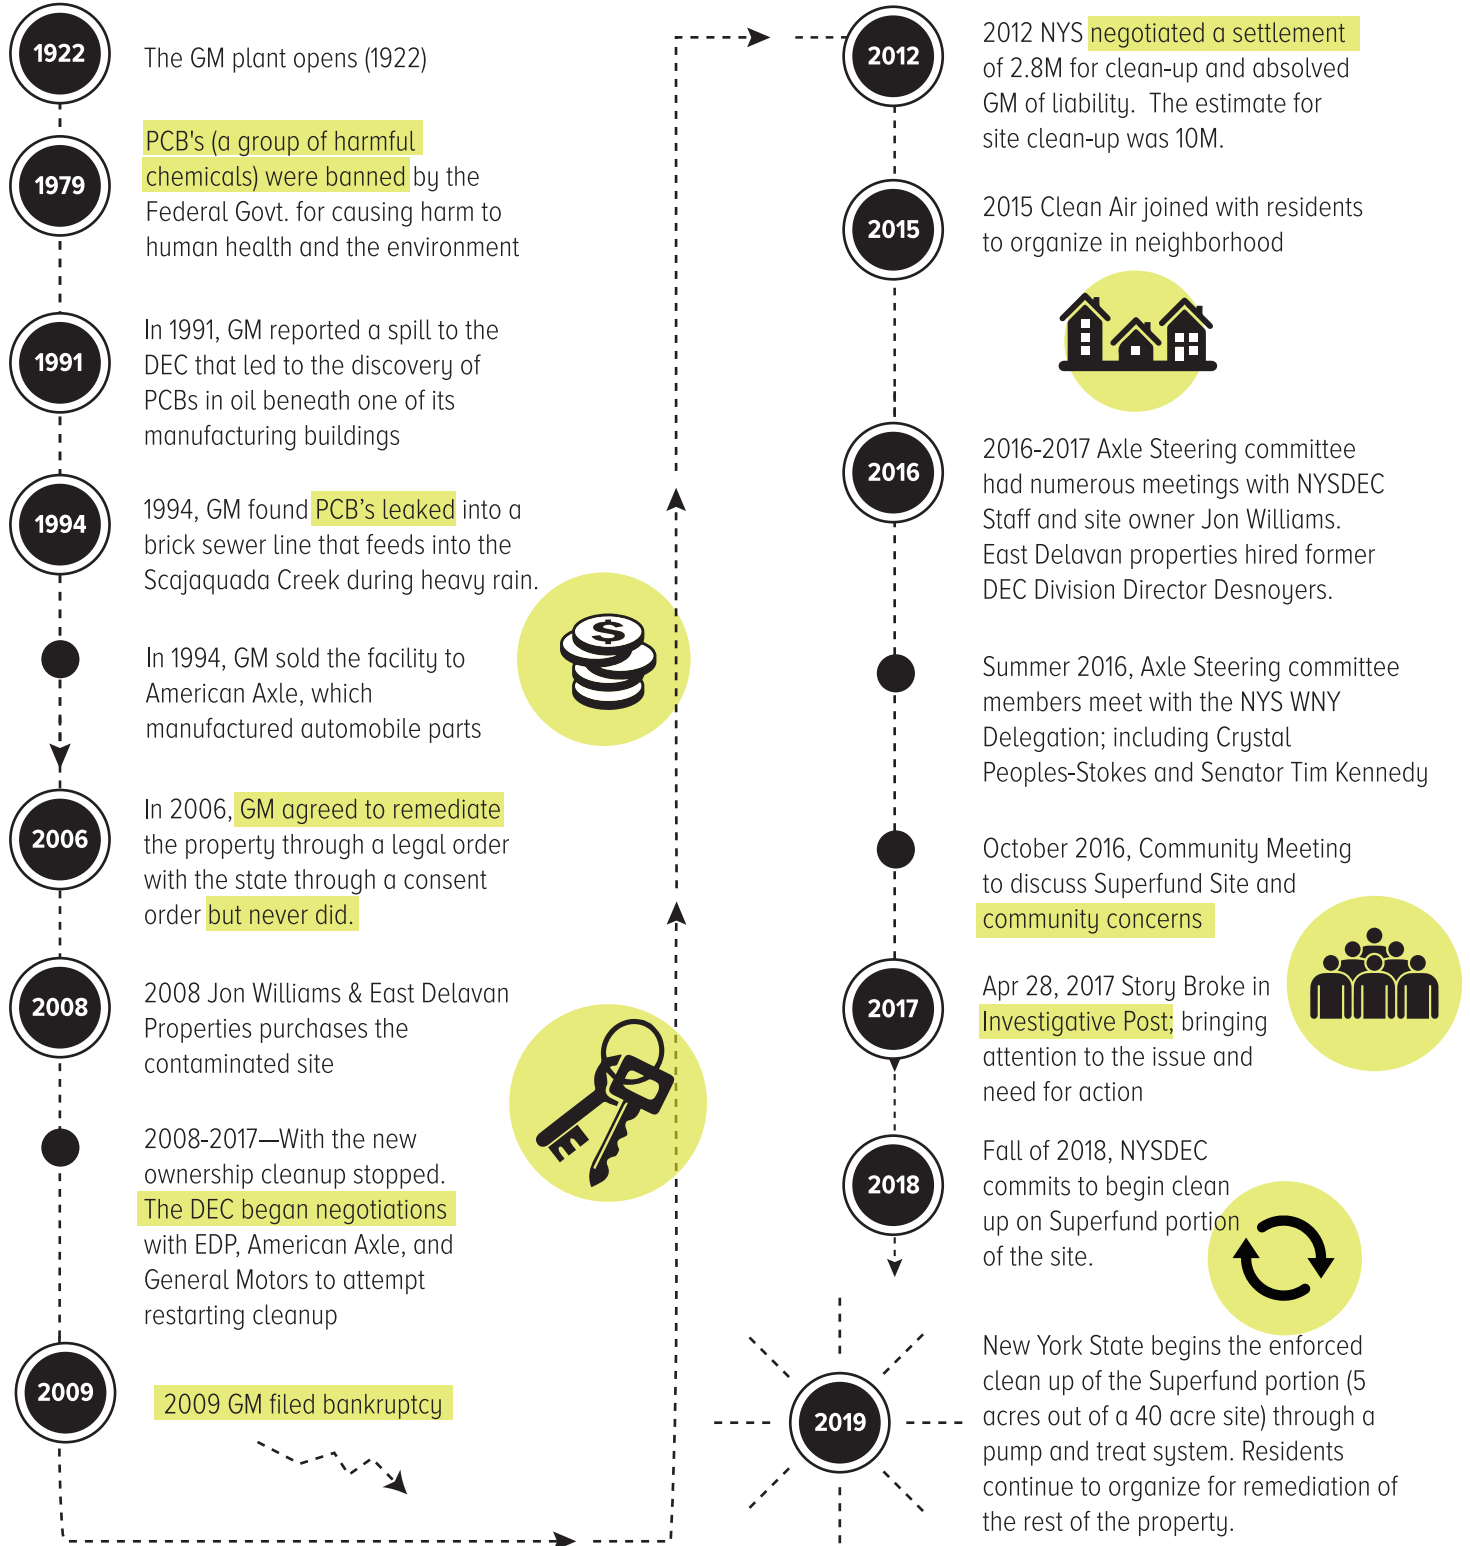 1922
The GM plant opens (1922)
1979
PCB's (a group of harmful
chemicals) were banned by the
Federal Govt. for causing harm to
human health and the environment
1991
In 1991, GM reported a spill to the
DEC that led to the discovery of
PCBs in oil beneath one of its
manufacturing buildings
1994
1994, GM found PCB's leaked into a
brick sewer line that feeds into the
Scajaquada Creek during heavy rain.
In 1994, GM sold the facility to
American Axle, which
manufactured automobile parts
$
2006
In 2006, GM agreed to remediate
the property through a legal order
with the state through a consent
order but never did.
2008
2008 Jon Williams & East Delavan
Properties purchases the
contaminated site
2008-2017—With the new
ownership cleanup stopped.
The DEC began negotiations
with EDP, American Axle, and
General Motors to attempt
restarting cleanup
2009
2009 GM filed bankruptcy
2012
2012 NYS negotiated a settlement
of 2.8M for clean-up and absolved
GM of liability. The estimate for
site clean-up was 10M.
2015
2015 Clean Air joined with residents
to organize in neighborhood
2016
2016-2017 Axle Steering committee
had numerous meetings with NYSDEC
Staff and site owner Jon Williams.
East Delavan properties hired former
DEC Division Director Desnoyers.
Summer 2016, Axle Steering committee
members meet with the NYS WNY
Delegation; including Crystal
Peoples-Stokes and Senator Tim Kennedy
October 2016, Community Meeting
to discuss Superfund Site and
community concerns
2017
Apr 28, 2017 Story Broke in
Investigative Post; bringing
attention to the issue and
need for action
2018
Fall of 2018, NYSDEC
commits to begin clean
up on Superfund portion
of the site.
2019
New York State begins the enforced
clean up of the Superfund portion (5
acres out of a 40 acre site) through a
pump and treat system. Residents
continue to organize for remediation of
the rest of the property.